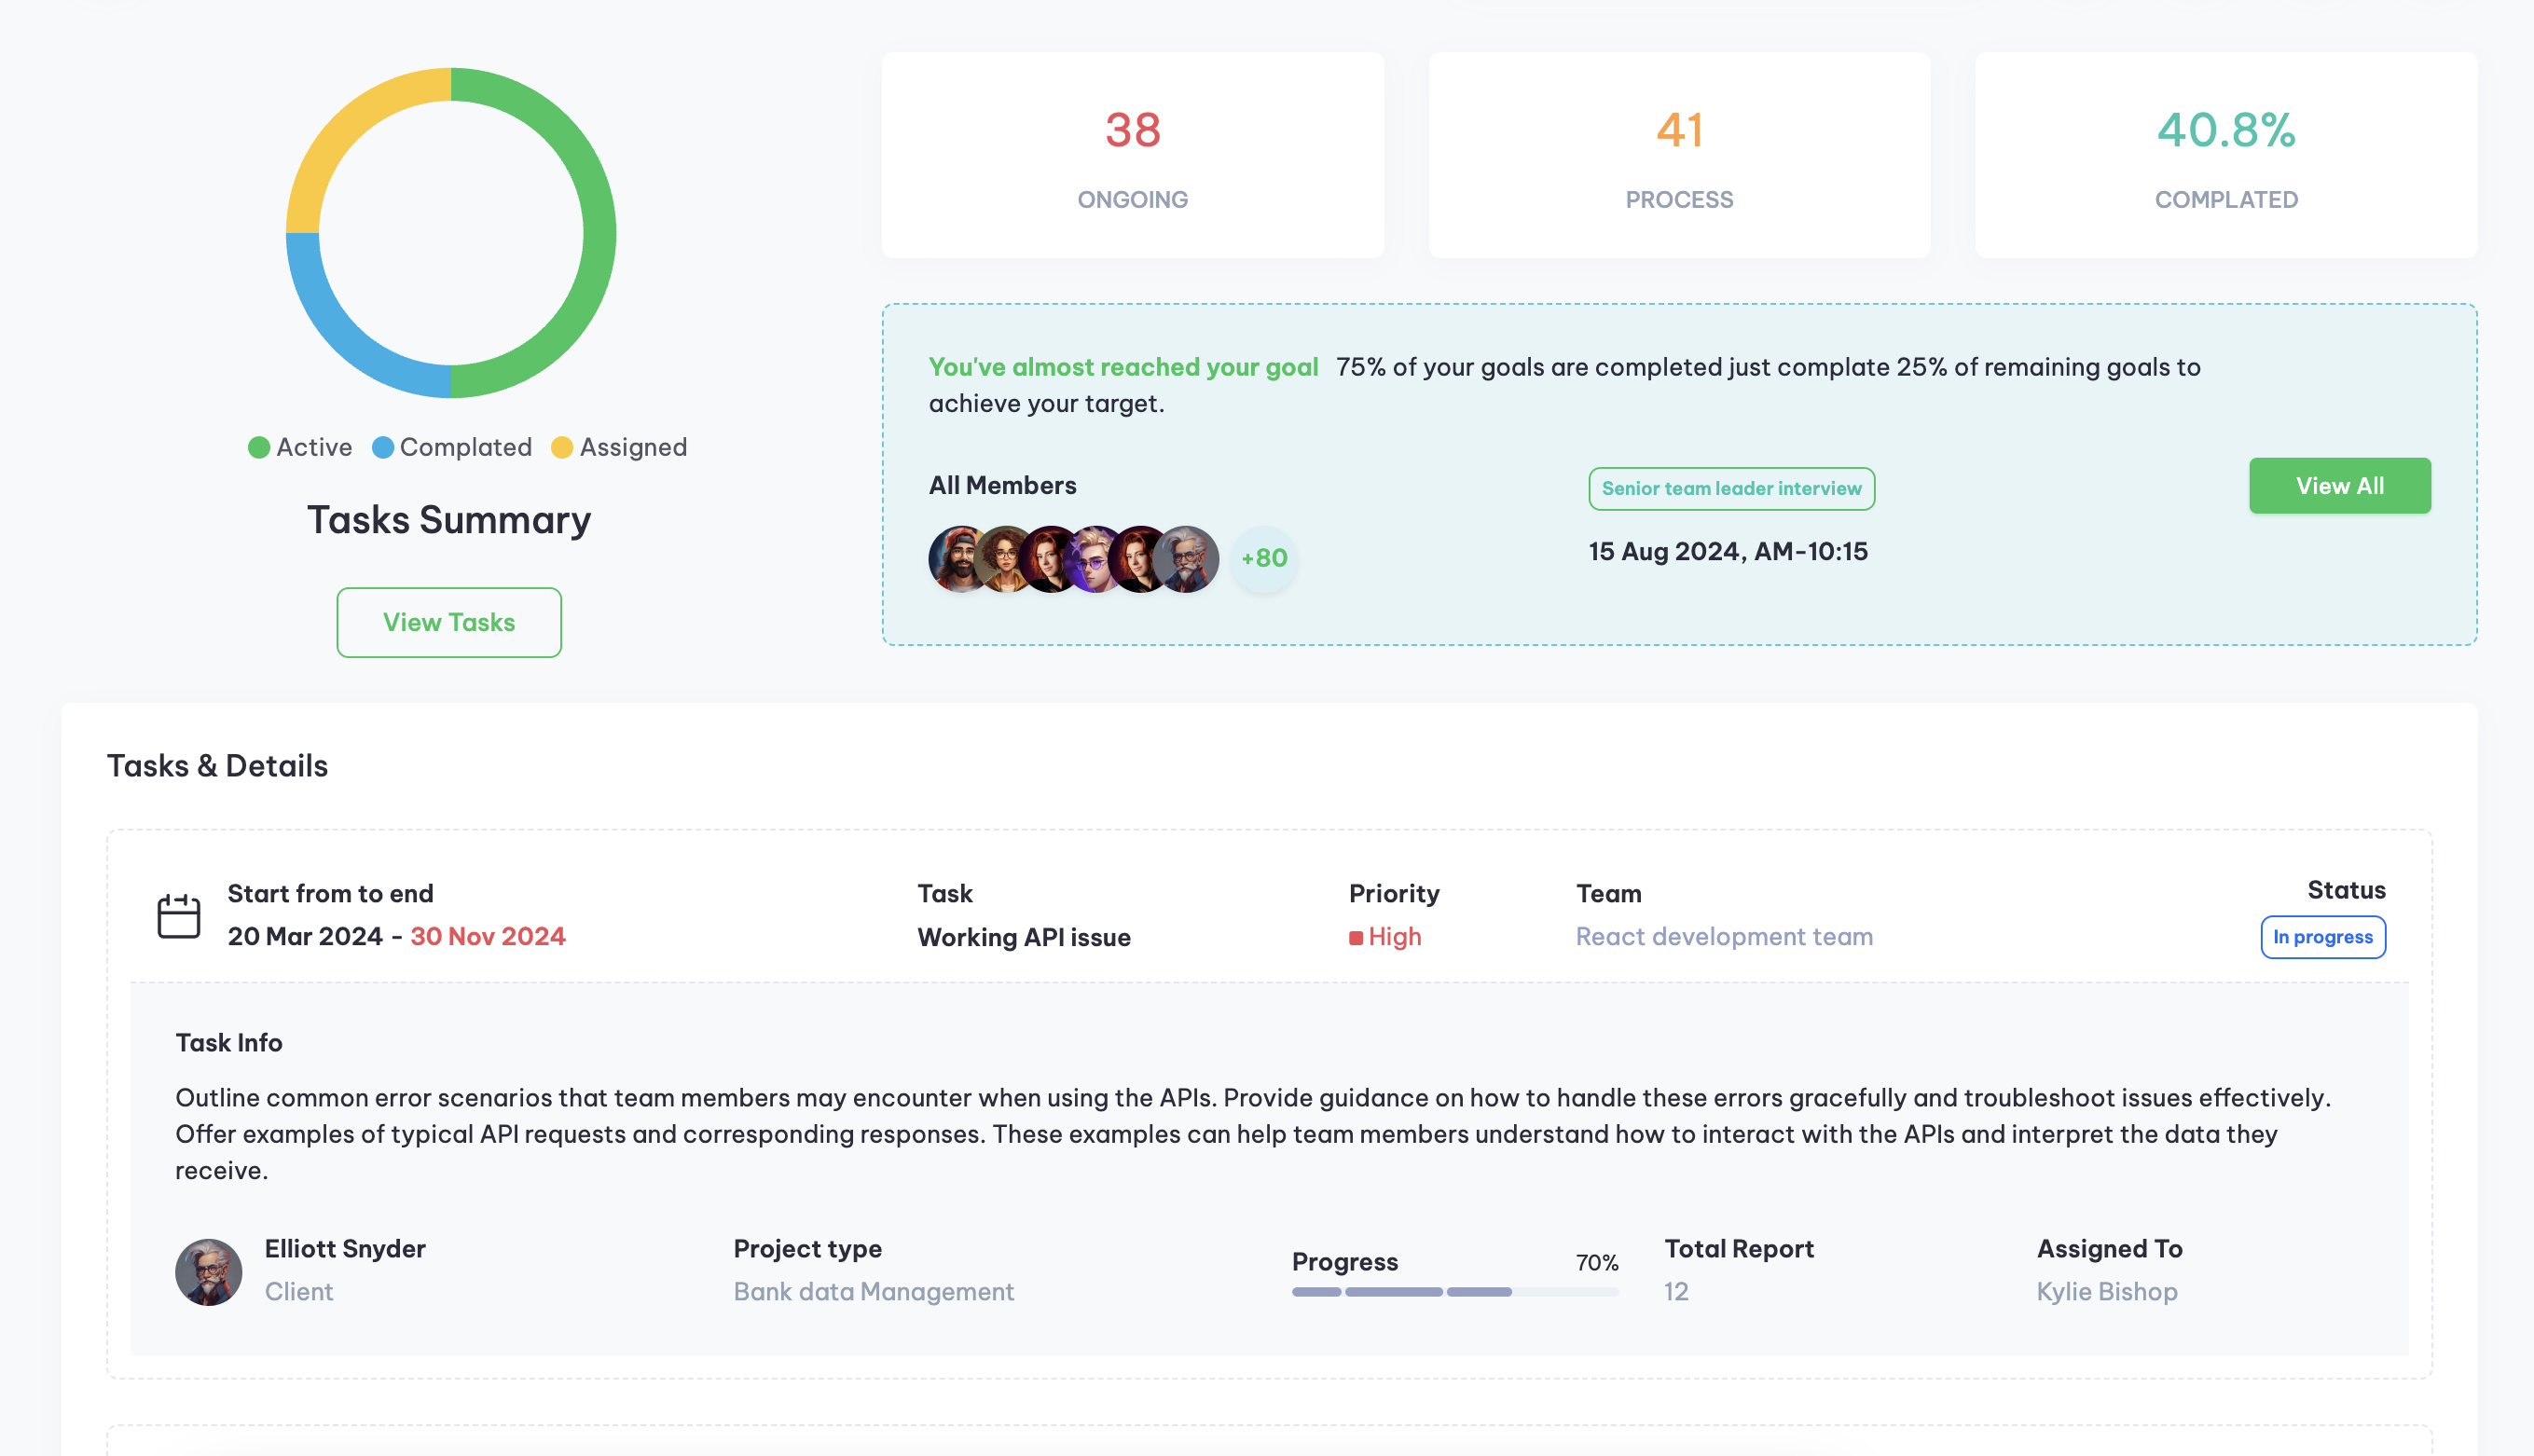 Active Complated Assigned
Tasks Summary
View Tasks
38
ONGOING
41
PROCESS
40.8%
COMPLATED
You've almost reached your goal 75% of your goals are completed just complate 25% of remaining goals to
achieve your target.
All Members
+80
Senior team leader interview
15 Aug 2024, AM-10:15
View All
Tasks & Details
Start from to end
20 Mar 2024 - 30 Nov 2024
Task
Working API issue
Priority
High
Team
React development team
Status
In progress
Task Info
Outline common error scenarios that team members may encounter when using the APIs. Provide guidance on how to handle these errors gracefully and troubleshoot issues effectively.
Offer examples of typical API requests and corresponding responses. These examples can help team members understand how to interact with the APIs and interpret the data they
receive.
Elliott Snyder
Client
Project type
Bank data Management
Progress 70%
Total Report
12
Assigned To
Kylie Bishop